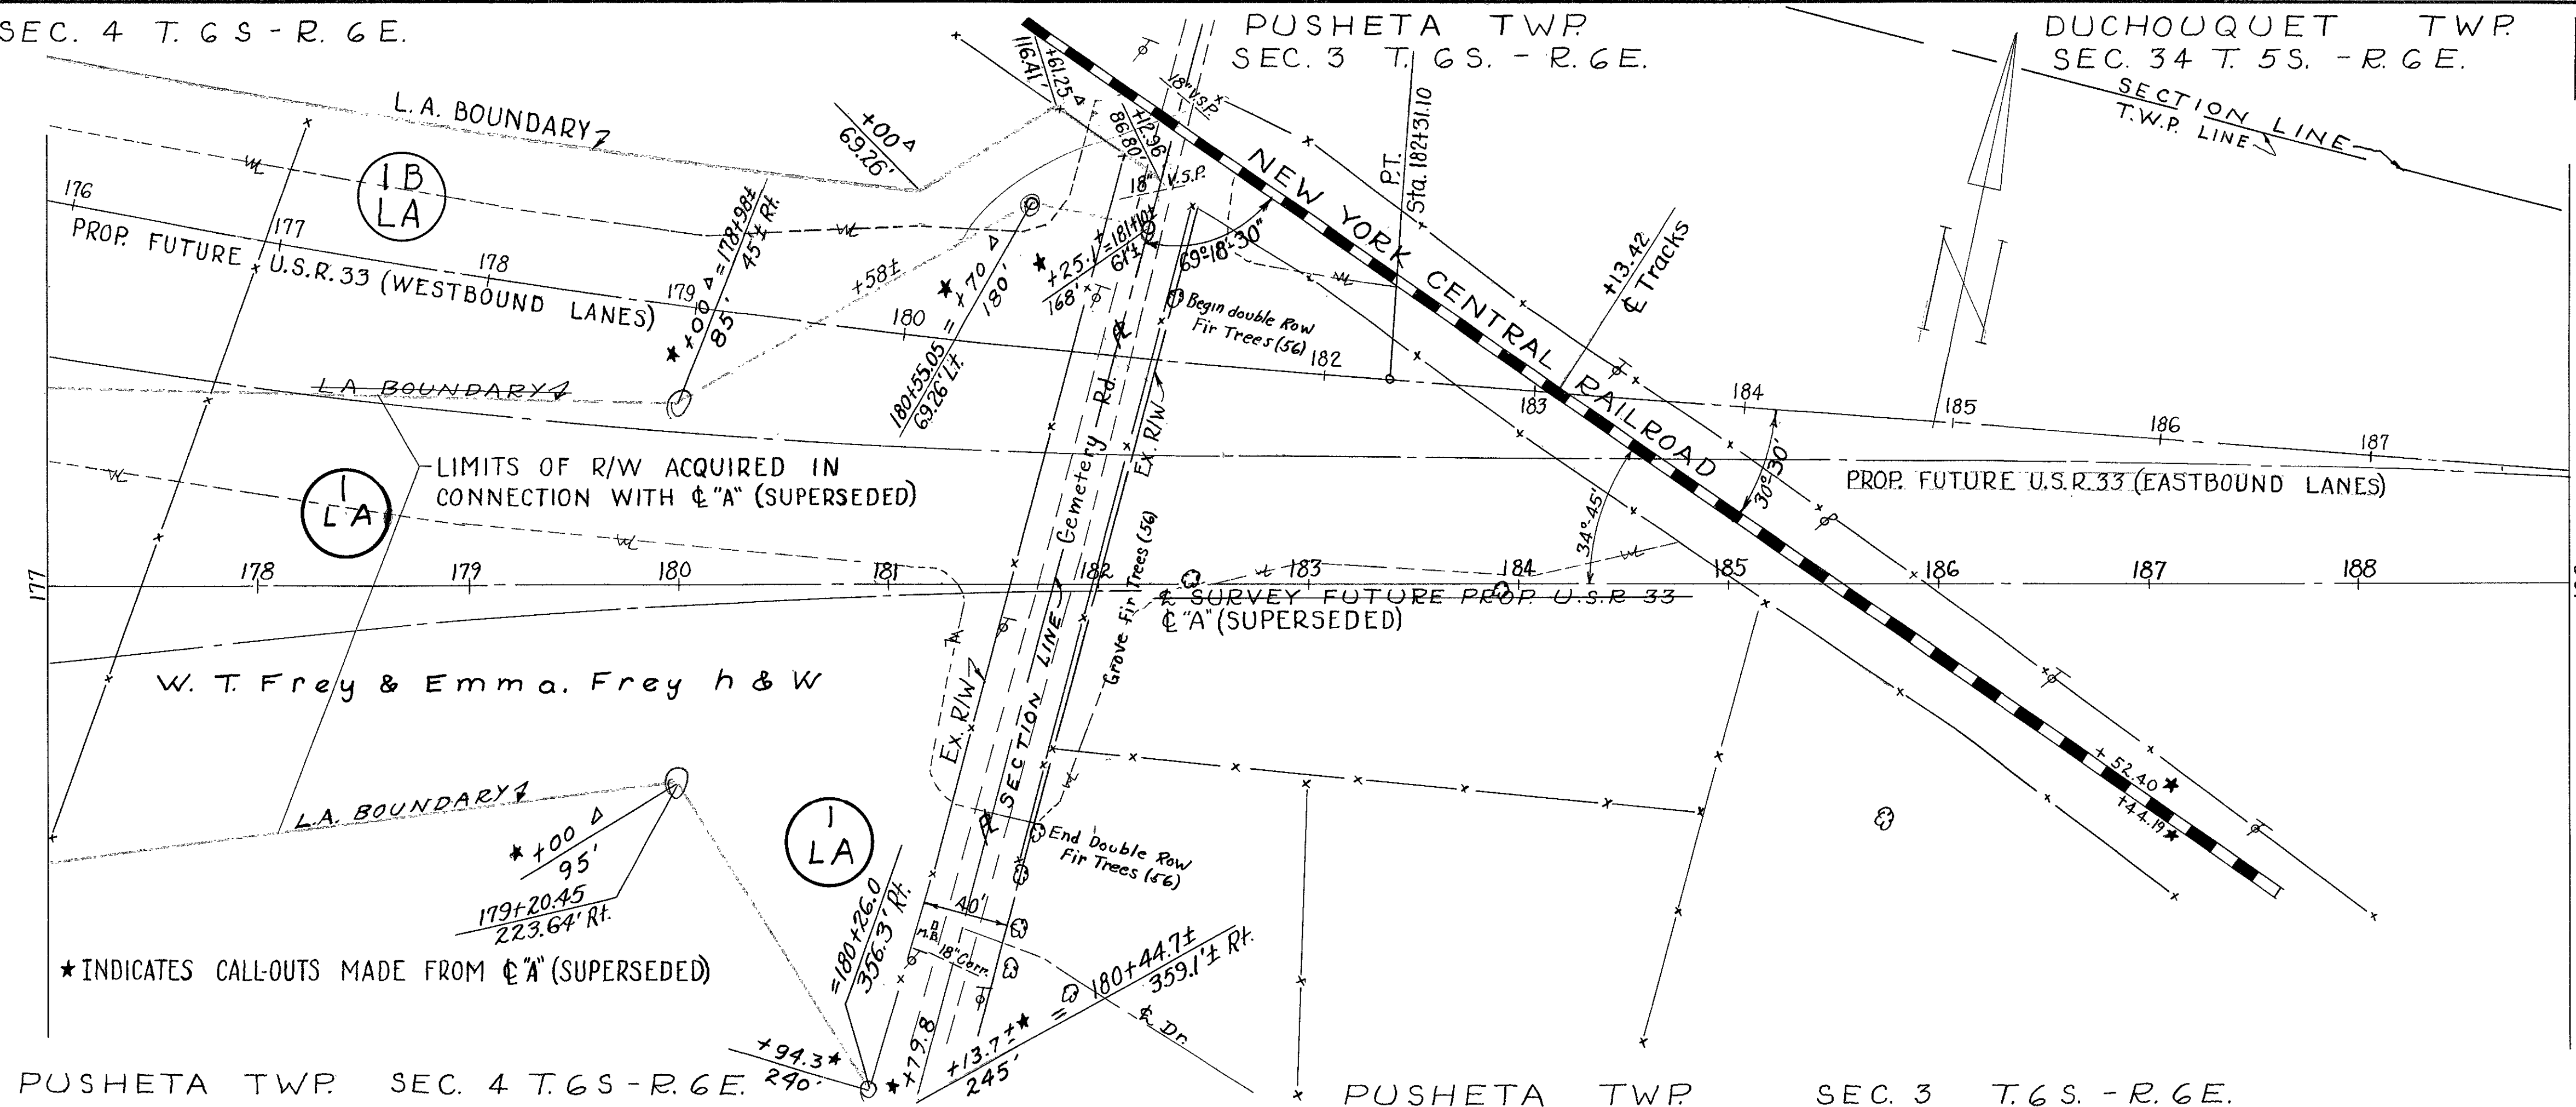 SEC. 4 T. 6 S - R. 6 E.
PUSHETA TWP.
SEC. 3 T. 6 S. - R. 6 E.
DUCHOUQUET TWP.
SEC. 34 T. 5 S. - R. 6 E.
SECTION LINE
T.W.P. LINE
L.A. BOUNDARY
1 B
LA
+00 △
69.26'
+61.25 △
116.41'
+12.96
86.80'
18" V.S.P.
18" V.S.P.
P.T.
Sta. 182+31.10
176
177
178
179
180
182
183
184
185
186
187
PROP. FUTURE U.S.R. 33 (WESTBOUND LANES)
★ +00 △ =178+98±
85' 45'± Rt.
+58±
★ +70 △
180'
=
180+55.05
69.26' Lt.
★ +25.1± =181+10±
168' 61'±
69°18'-30"
Begin double Row
Fir Trees (56)
NEW YORK CENTRAL RAILROAD
+13.42
℄ Tracks
L.A. BOUNDARY
LIMITS OF R/W ACQUIRED IN
CONNECTION WITH ℄ "A" (SUPERSEDED)
1
LA
Cemetery Rd.
Ex. R/W
Grove Fir Trees (56)
34°-45'
30°-30'
PROP. FUTURE U.S.R. 33 (EASTBOUND LANES)
177
178
179
180
181
182
183
184
185
186
187
188
℄ SURVEY FUTURE PROP. U.S.R 33
℄ "A" (SUPERSEDED)
W. T. Frey & Emma. Frey h & W
Ex. R/W
SECTION LINE
L.A. BOUNDARY
★ +00 △
95'
179+20.45
223.64' Rt.
1
LA
End Double Row
Fir Trees (56)
+ 52.40 ★
+44.19 ★
40'
M.B.
18" Corr.
=180+26.0
356.3' Rt.
= 180+44.7±
359.1'± Rt.
℄ Dr.
★ INDICATES CALL-OUTS MADE FROM ℄ "A" (SUPERSEDED)
+94.3 ★
240'
★ +79.8
+13.7± ★
245'
PUSHETA TWP. SEC. 4 T. 6 S - R. 6 E.
PUSHETA TWP. SEC. 3 T. 6 S. - R. 6 E.